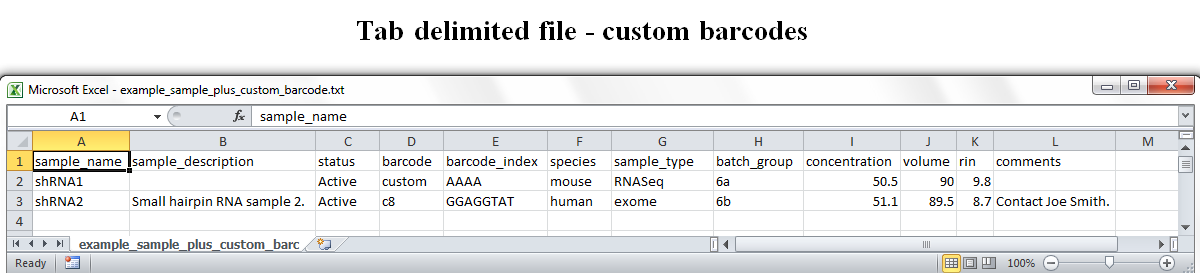 Tab delimited file - custom barcodes
Microsoft Excel - example_sample_plus_custom_barcode.txt
A1 fx sample_name
A B C D E F G H I J K L M
1 sample_name sample_description status barcode barcode_index species sample_type batch_group concentration volume rin comments
2 shRNA1 Active custom AAAA mouse RNASeq 6a 50.5 90 9.8
3 shRNA2 Small hairpin RNA sample 2. Active c8 GGAGGTAT human exome 6b 51.1 89.5 8.7 Contact Joe Smith.
4
example_sample_plus_custom_barc
Ready 100%